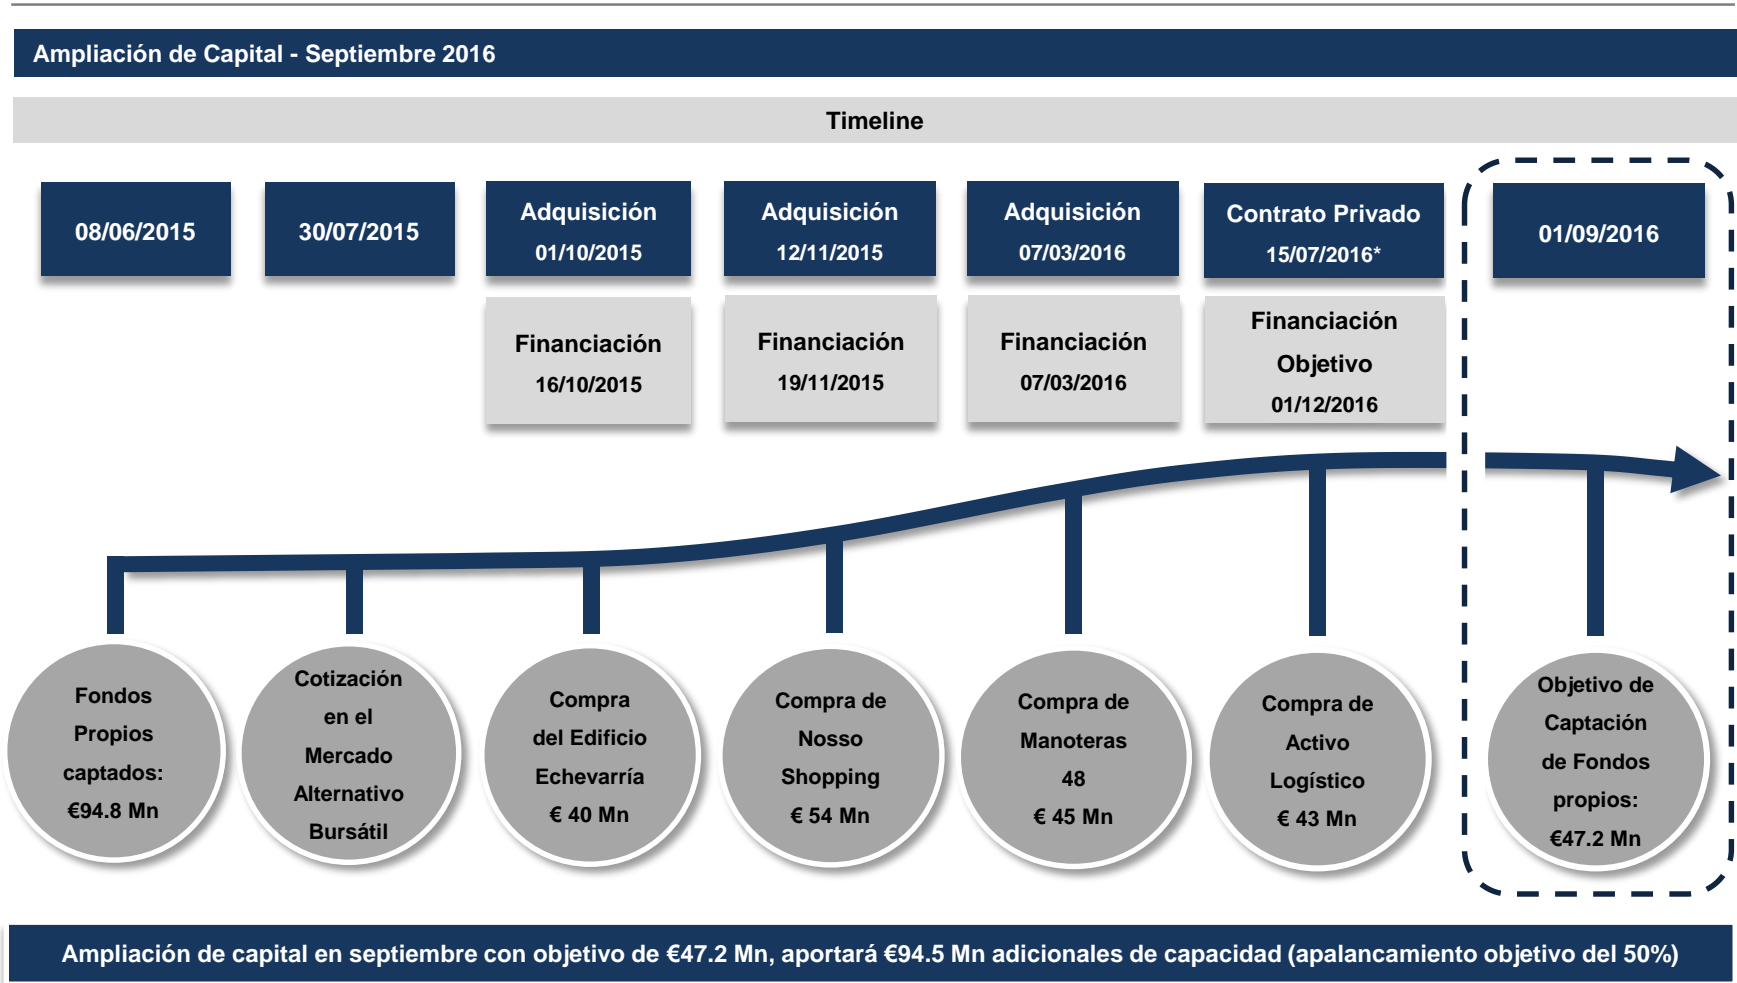 Ampliación de Capital - Septiembre 2016
Timeline
08/06/2015
30/07/2015
Adquisición
01/10/2015
Adquisición
12/11/2015
Adquisición
07/03/2016
Contrato Privado
15/07/2016*
01/09/2016
Financiación
16/10/2015
Financiación
19/11/2015
Financiación
07/03/2016
Financiación
Objetivo
01/12/2016
Fondos
Propios
captados:
€94.8 Mn
Cotización
en el
Mercado
Alternativo
Bursátil
Compra
del Edificio
Echevarría
€ 40 Mn
Compra de
Nosso
Shopping
€ 54 Mn
Compra de
Manoteras
48
€ 45 Mn
Compra de
Activo
Logístico
€ 43 Mn
Objetivo de
Captación
de Fondos
propios:
€47.2 Mn
Ampliación de capital en septiembre con objetivo de €47.2 Mn, aportará €94.5 Mn adicionales de capacidad (apalancamiento objetivo del 50%)